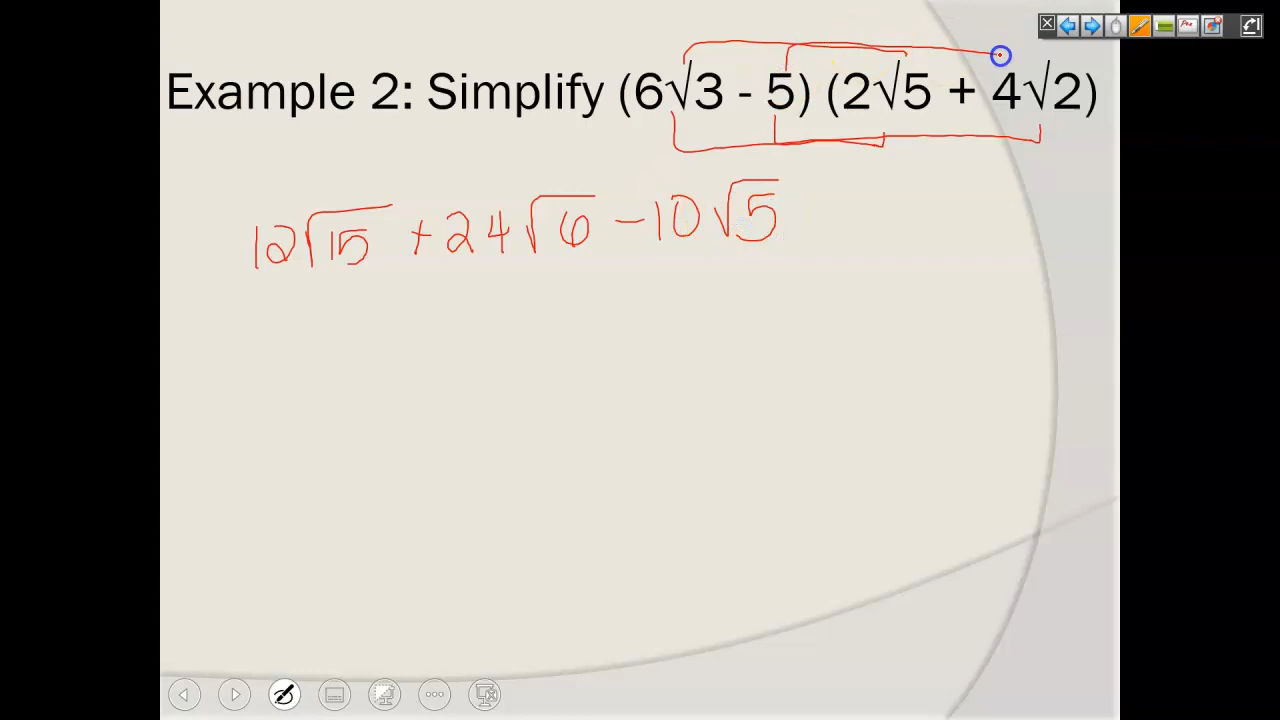 Example 2: Simplify (6√3 - 5) (2√5 + 4√2)
12√15 + 24√6 - 10√5